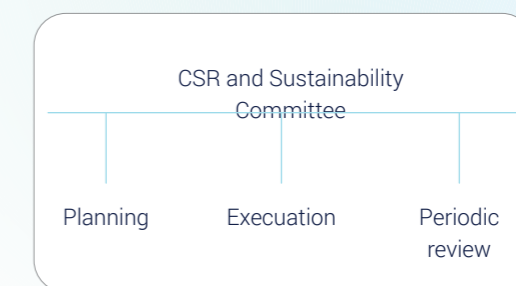 CSR and Sustainability
Committee
Planning
Execuation
Periodic
review